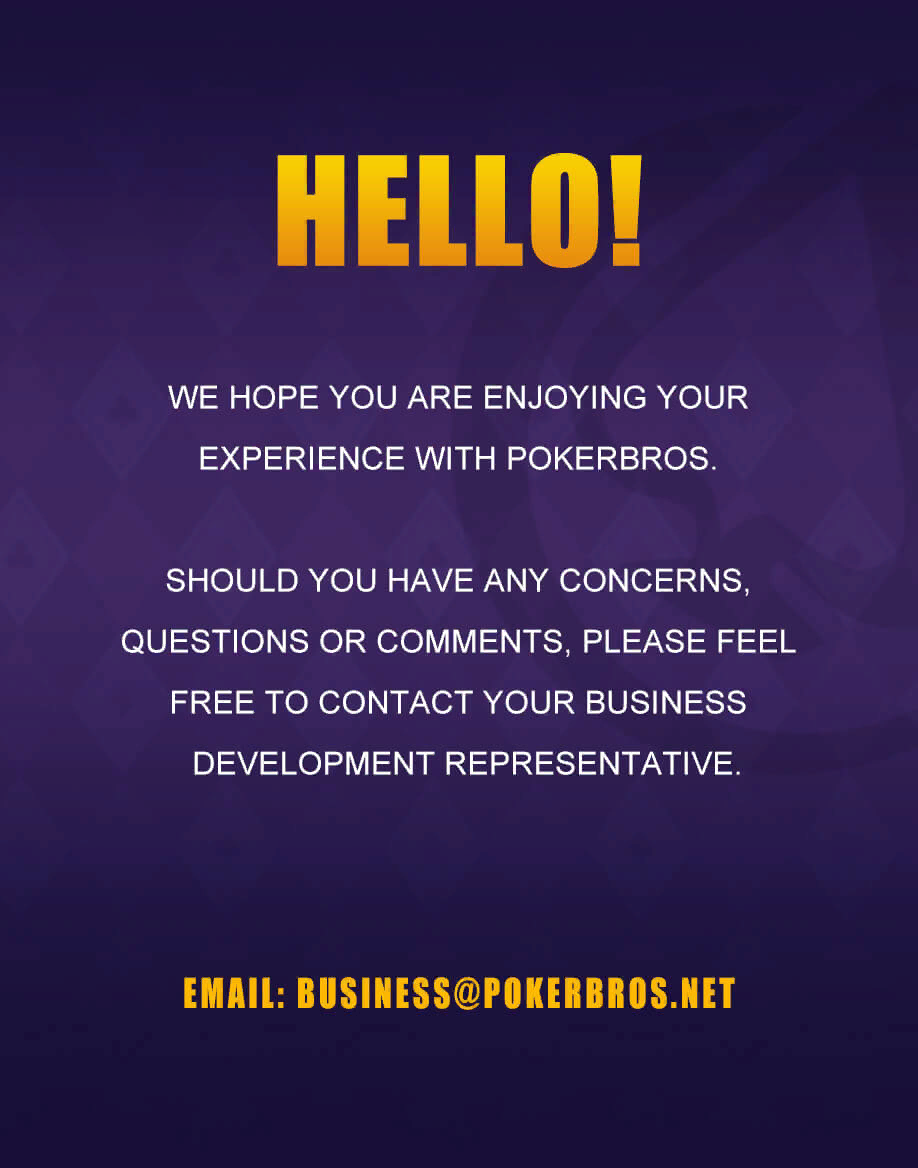 HELLO!
WE HOPE YOU ARE ENJOYING YOUR
EXPERIENCE WITH POKERBROS.
SHOULD YOU HAVE ANY CONCERNS,
QUESTIONS OR COMMENTS, PLEASE FEEL
FREE TO CONTACT YOUR BUSINESS
DEVELOPMENT REPRESENTATIVE.
EMAIL: BUSINESS@POKERBROS.NET